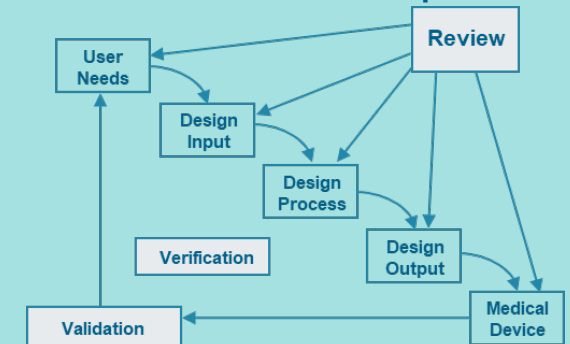 Review
User
Needs
Design
Input
Design
Process
Design
Output
Verification
Medical
Device
Validation